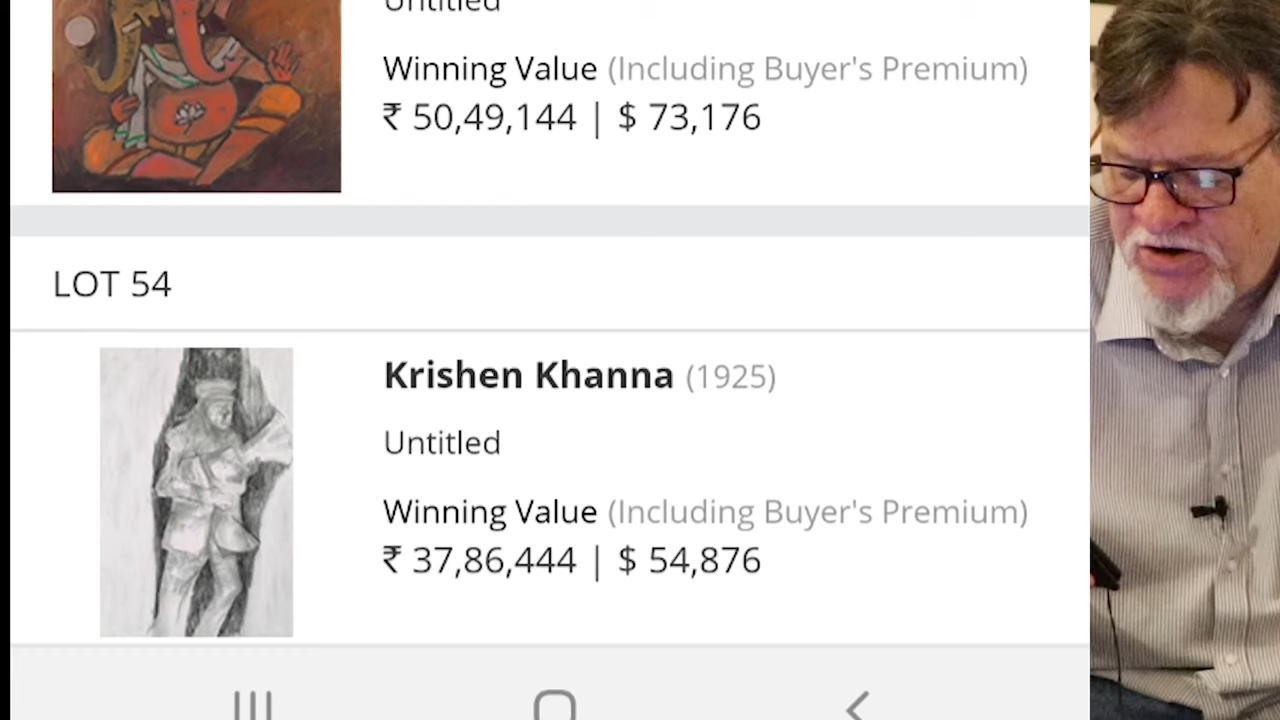 Untitled
Winning Value (Including Buyer's Premium)
₹ 50,49,144 | $ 73,176
LOT 54
Krishen Khanna (1925)
Untitled
Winning Value (Including Buyer's Premium)
₹ 37,86,444 | $ 54,876